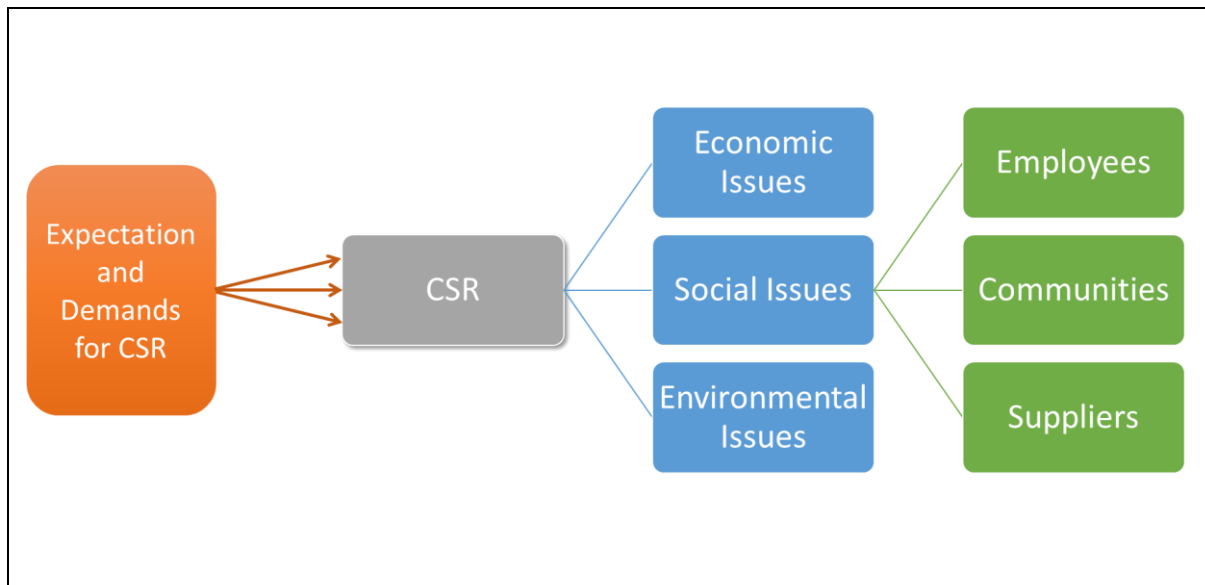 Expectation
and
Demands
for CSR
CSR
Economic
Issues
Social Issues
Environmental
Issues
Employees
Communities
Suppliers